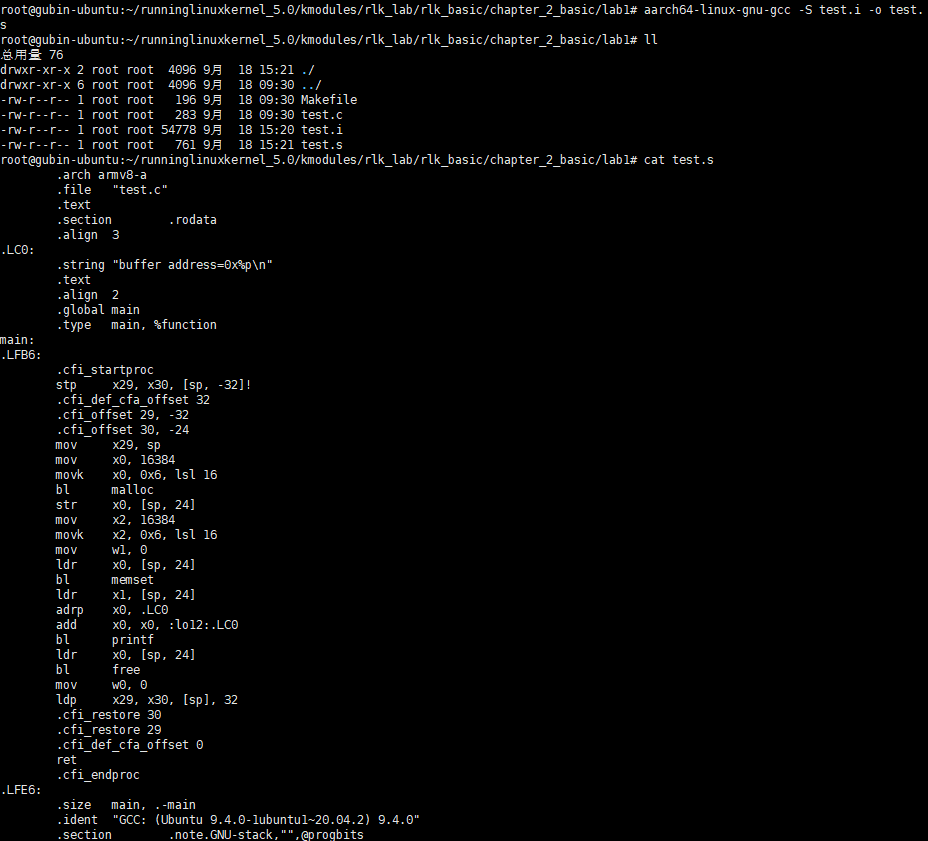 root@gubin-ubuntu:~/runninglinuxkernel_5.0/kmodules/rlk_lab/rlk_basic/chapter_2_basic/lab1# aarch64-linux-gnu-gcc -S test.i -o test.
s
root@gubin-ubuntu:~/runninglinuxkernel_5.0/kmodules/rlk_lab/rlk_basic/chapter_2_basic/lab1# ll
总用量 76
drwxr-xr-x 2 root root  4096 9月  18 15:21 ./
drwxr-xr-x 6 root root  4096 9月  18 09:30 ../
-rw-r--r-- 1 root root   196 9月  18 09:30 Makefile
-rw-r--r-- 1 root root   283 9月  18 09:30 test.c
-rw-r--r-- 1 root root 54778 9月  18 15:20 test.i
-rw-r--r-- 1 root root   761 9月  18 15:21 test.s
root@gubin-ubuntu:~/runninglinuxkernel_5.0/kmodules/rlk_lab/rlk_basic/chapter_2_basic/lab1# cat test.s
        .arch armv8-a
        .file   "test.c"
        .text
        .section        .rodata
        .align  3
.LC0:
        .string "buffer address=0x%p\n"
        .text
        .align  2
        .global main
        .type   main, %function
main:
.LFB6:
        .cfi_startproc
        stp     x29, x30, [sp, -32]!
        .cfi_def_cfa_offset 32
        .cfi_offset 29, -32
        .cfi_offset 30, -24
        mov     x29, sp
        mov     x0, 16384
        movk    x0, 0x6, lsl 16
        bl      malloc
        str     x0, [sp, 24]
        mov     x2, 16384
        movk    x2, 0x6, lsl 16
        mov     w1, 0
        ldr     x0, [sp, 24]
        bl      memset
        ldr     x1, [sp, 24]
        adrp    x0, .LC0
        add     x0, x0, :lo12:.LC0
        bl      printf
        ldr     x0, [sp, 24]
        bl      free
        mov     w0, 0
        ldp     x29, x30, [sp], 32
        .cfi_restore 30
        .cfi_restore 29
        .cfi_def_cfa_offset 0
        ret
        .cfi_endproc
.LFE6:
        .size   main, .-main
        .ident  "GCC: (Ubuntu 9.4.0-1ubuntu1~20.04.2) 9.4.0"
        .section        .note.GNU-stack,"",@progbits